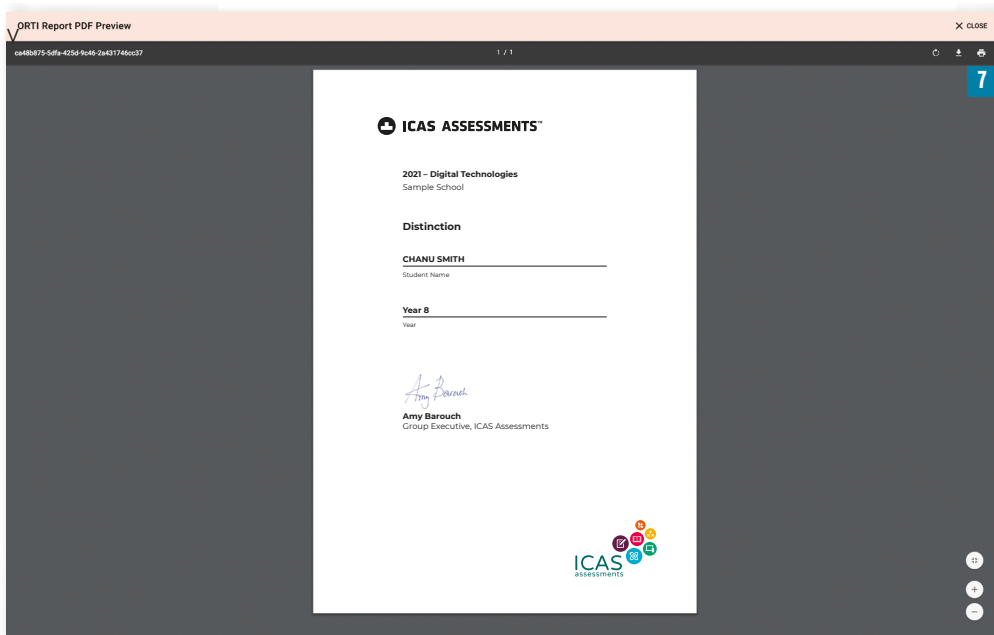 ORTI Report PDF Preview
CLOSE
V
ca48b875-5dfa-425d-9c46-2a431746cc37
1 / 1
7
ICAS ASSESSMENTS™
2021 – Digital Technologies
Sample School
Distinction
CHANU SMITH
Student Name
Year 8
Year
Amy Barouch
Amy Barouch
Group Executive, ICAS Assessments
ICAS
assessments